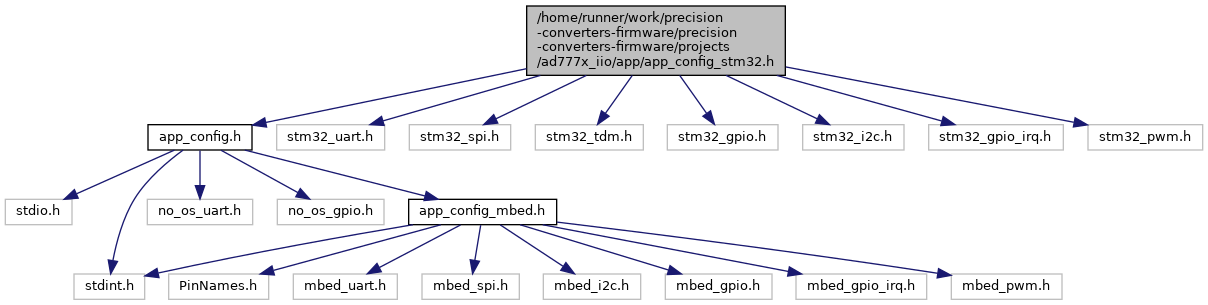 /home/runner/work/precision
-converters-firmware/precision
-converters-firmware/projects
/ad777x_iio/app/app_config_stm32.h
app_config.h
stm32_uart.h
stm32_spi.h
stm32_tdm.h
stm32_gpio.h
stm32_i2c.h
stm32_gpio_irq.h
stm32_pwm.h
stdio.h
no_os_uart.h
no_os_gpio.h
app_config_mbed.h
stdint.h
PinNames.h
mbed_uart.h
mbed_spi.h
mbed_i2c.h
mbed_gpio.h
mbed_gpio_irq.h
mbed_pwm.h